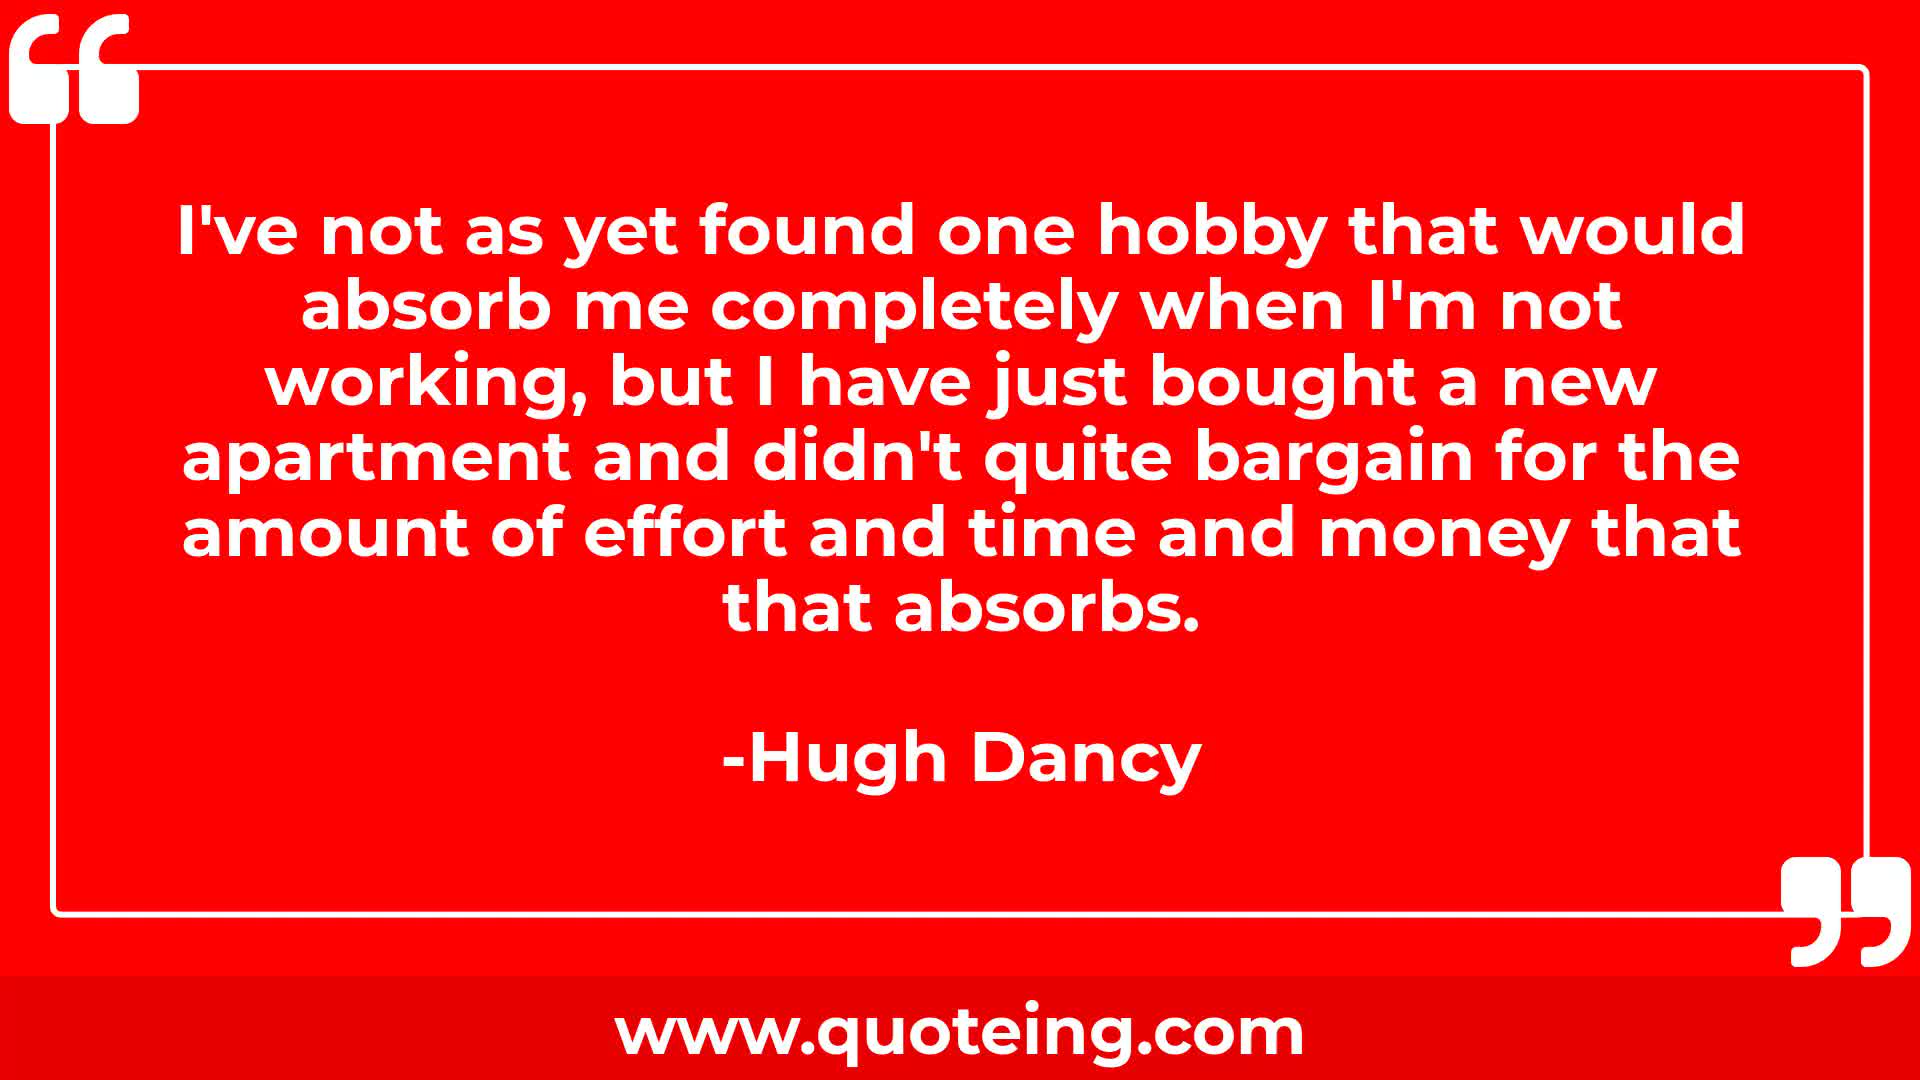 I've not as yet found one hobby that would
absorb me completely when I'm not
working, but I have just bought a new
apartment and didn't quite bargain for the
amount of effort and time and money that
that absorbs.
-Hugh Dancy
www.quoteing.com